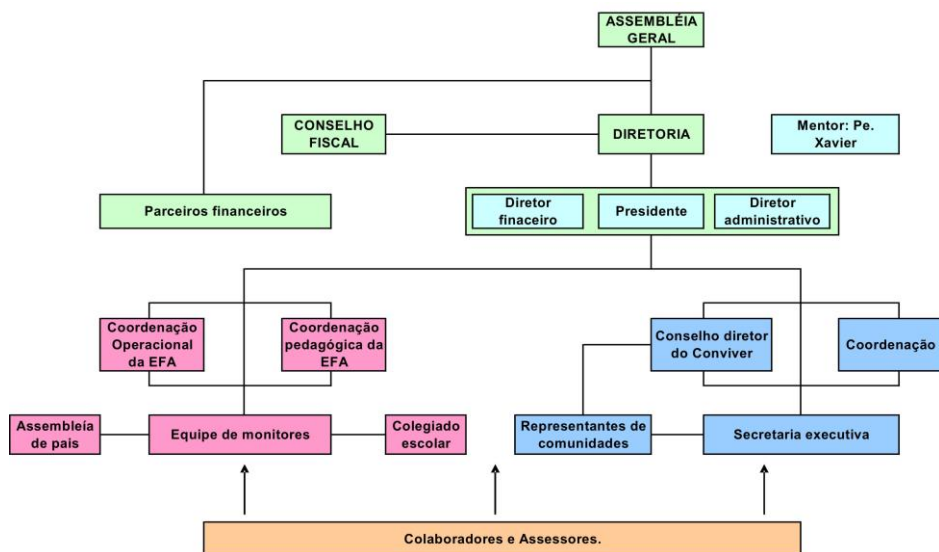 ASSEMBLÉIA
GERAL
CONSELHO
FISCAL
DIRETORIA
Mentor: Pe.
Xavier
Parceiros financeiros
Diretor
finaceiro
Presidente
Diretor
administrativo
Coordenação
Operacional
da EFA
Coordenação
pedagógica da
EFA
Conselho diretor
do Conviver
Coordenação
Assembleía
de pais
Equipe de monitores
Colegiado
escolar
Representantes de
comunidades
Secretaria executiva
Colaboradores e Assessores.